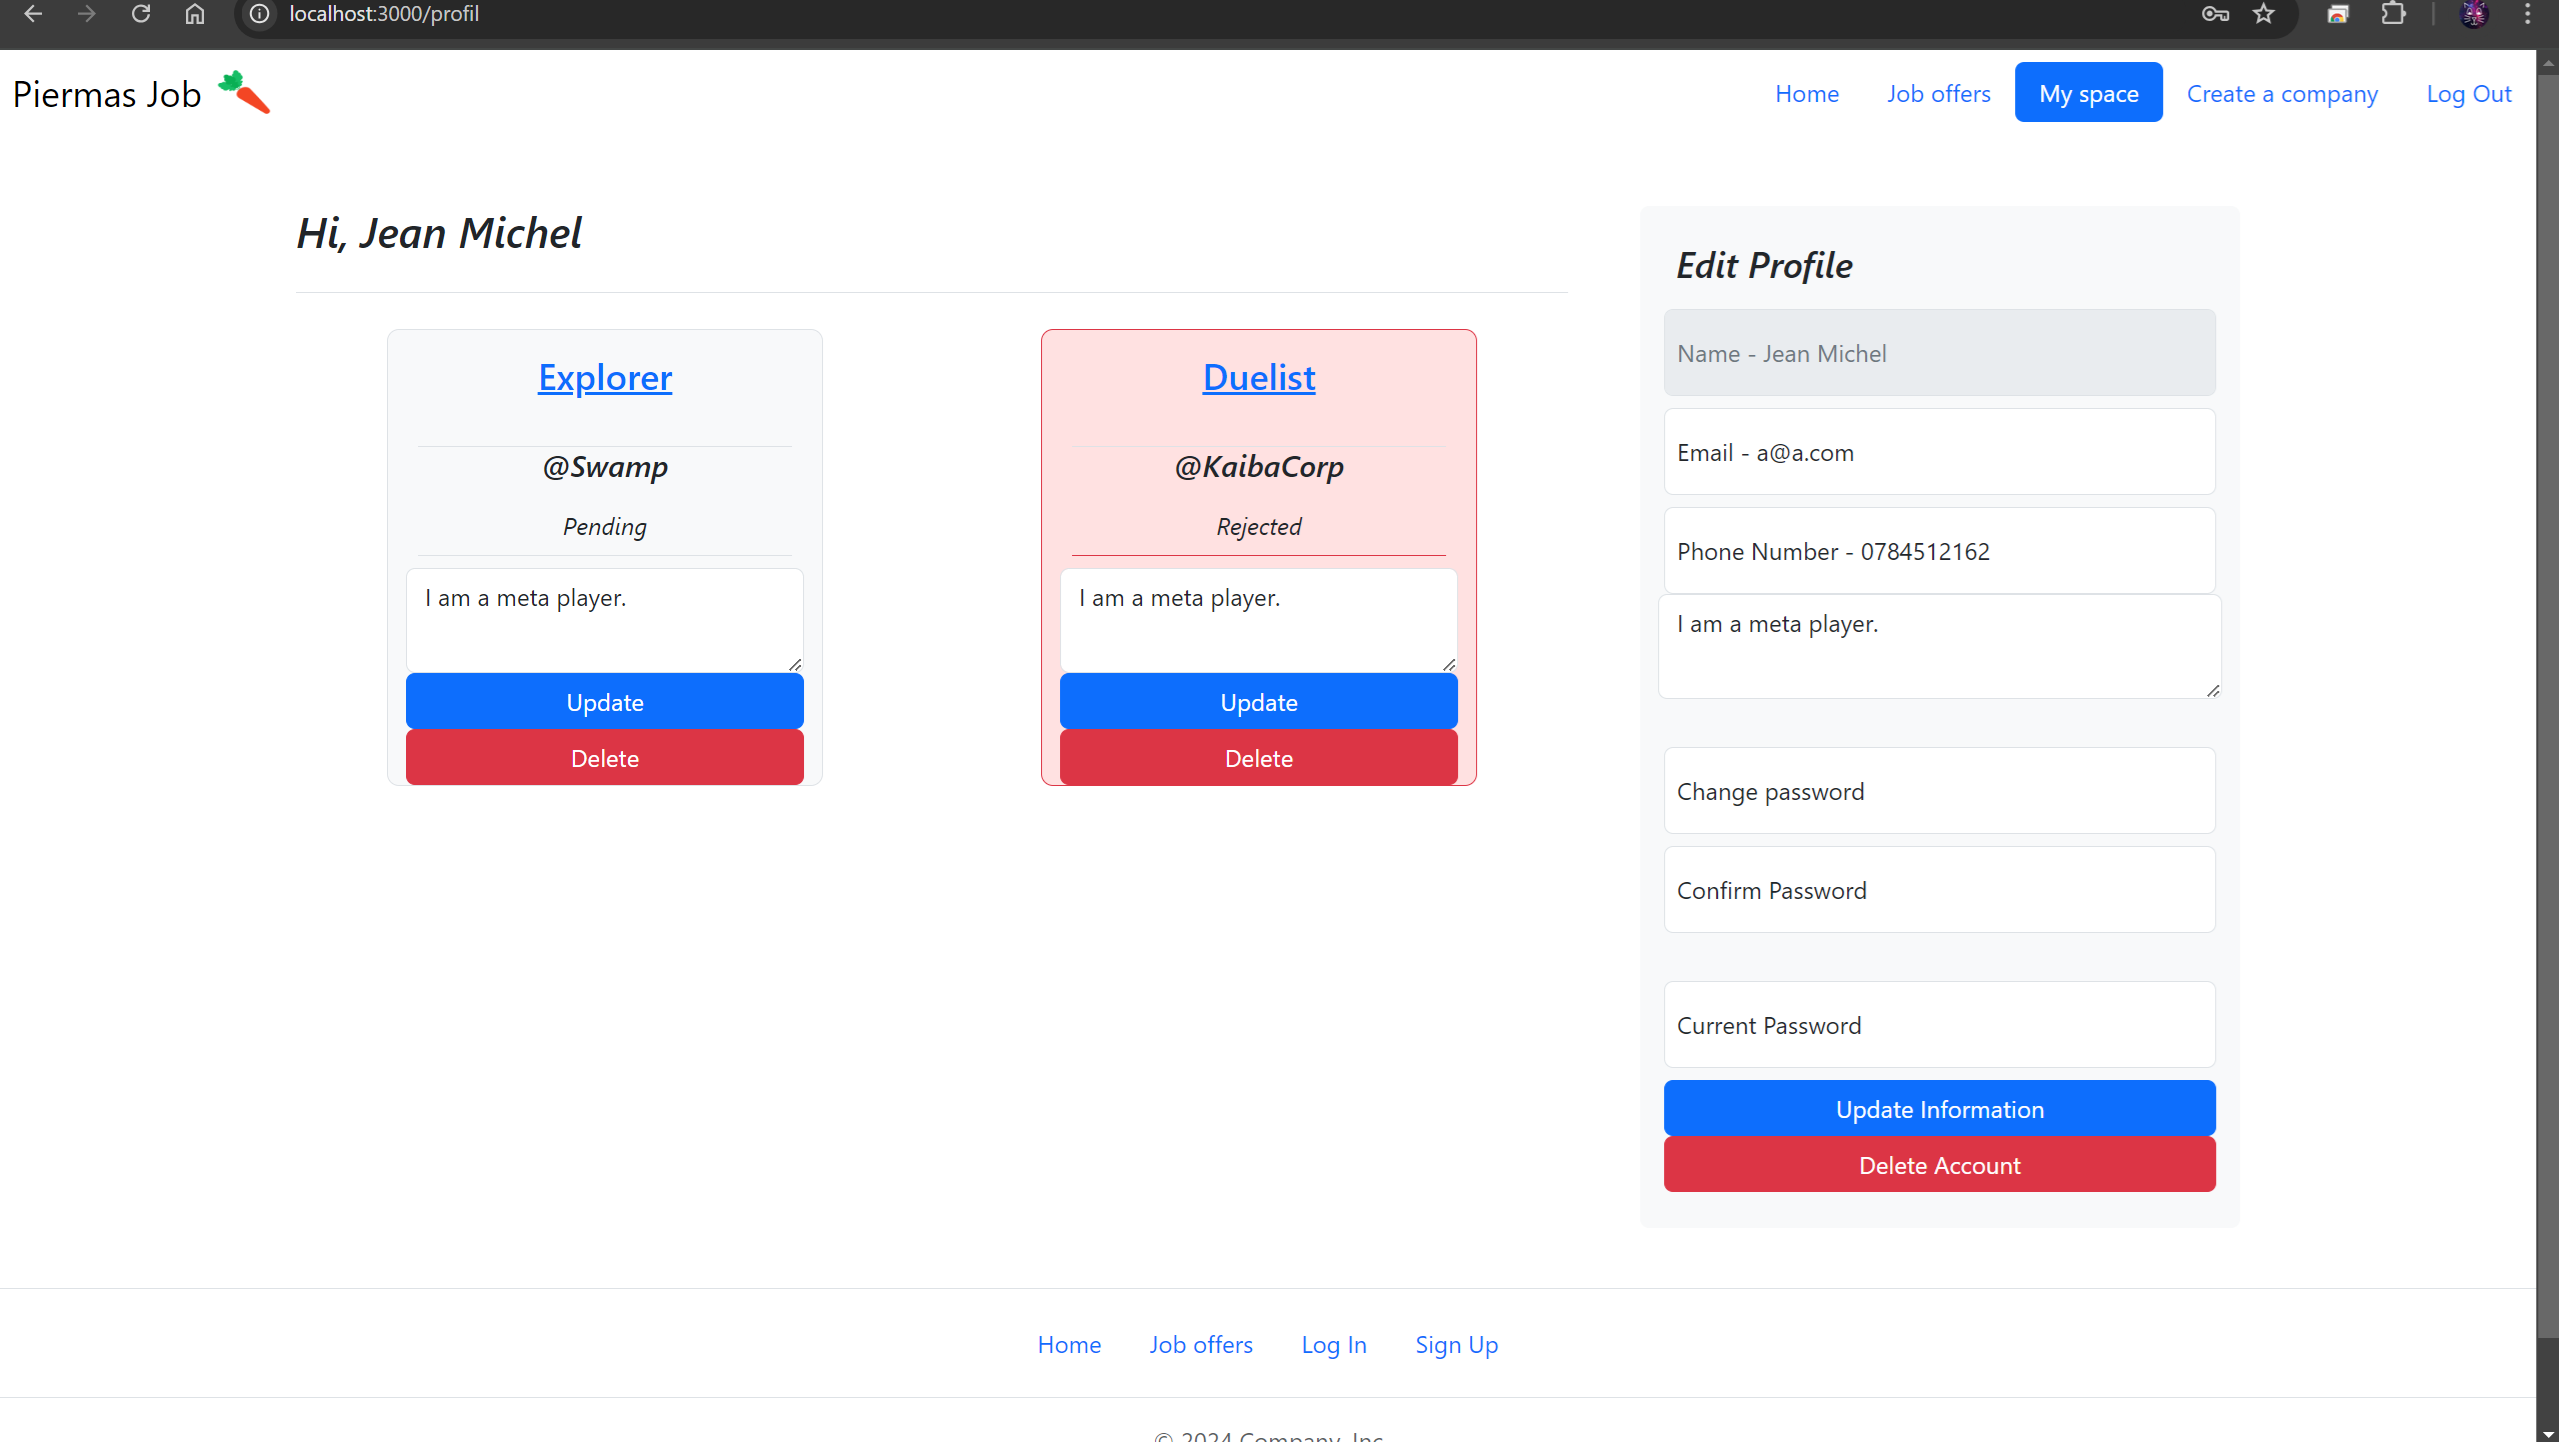 localhost:3000/profil
Piermas Job
Home Job offers My space Create a company Log Out
Hi, Jean Michel
Explorer
@Swamp
Pending
I am a meta player.
Update
Delete
Duelist
@KaibaCorp
Rejected
I am a meta player.
Update
Delete
Edit Profile
Name - Jean Michel
Email - a@a.com
Phone Number - 0784512162
I am a meta player.
Change password
Confirm Password
Current Password
Update Information
Delete Account
Home Job offers Log In Sign Up
© 2024 Company, Inc